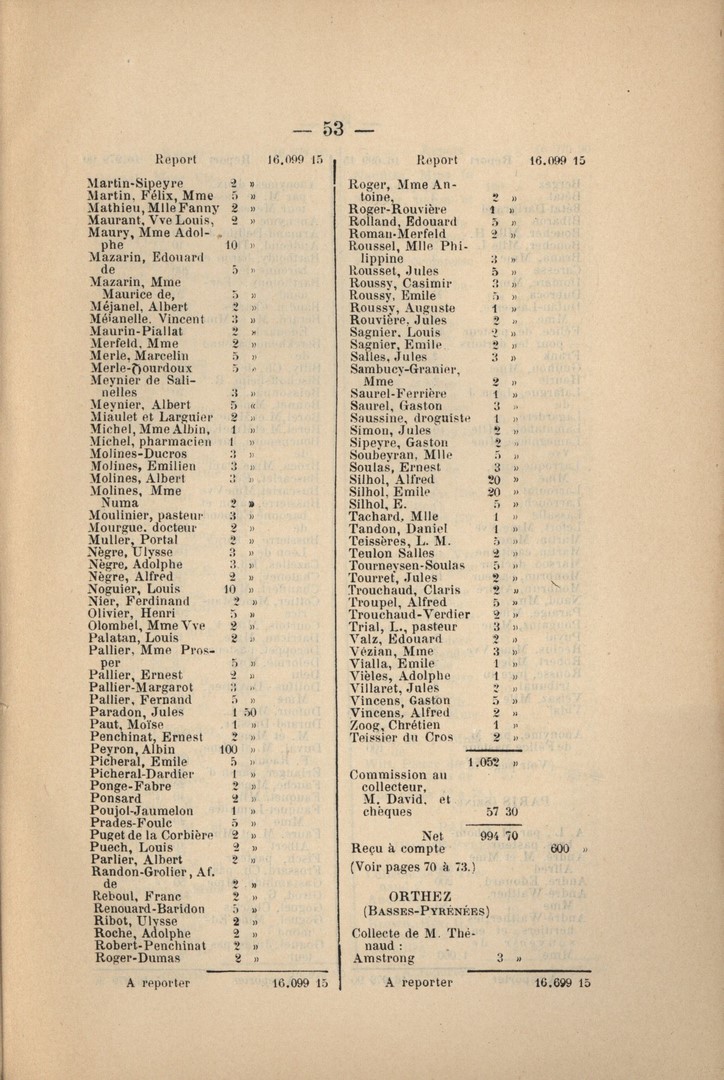 — 53 —
Report 16.099 15
Martin-Sipeyre 2 »
Martin, Félix, Mme 5 »
Mathieu, Mlle Fanny 2 »
Maurant, Vve Louis, 2 »
Maury, Mme Adol-
phe 10 »
Mazarin, Edouard
de 5 »
Mazarin, Mme
Maurice de, 5 »
Méjanel, Albert 2 »
Méjanelle, Vincent 3 »
Maurin-Piallat 2 »
Merfeld, Mme 2 »
Merle, Marcelin 5 »
Merle-Bourdoux 5 »
Meynier de Sali-
nelles 3 »
Meynier, Albert 5 «
Miaulet et Larguier 2 »
Michel, Mme Albin, 1 »
Michel, pharmacien 1 »
Molines-Ducros 3 »
Molines, Emilien 3 »
Molines, Albert 3 »
Molines, Mme
Numa 2 »
Moulinier, pasteur 3 »
Mourgue. docteur 2 »
Muller, Portal 2 »
Nègre, Ulysse 3 »
Nègre, Adolphe 3 »
Nègre, Alfred 2 »
Noguier, Louis 10 »
Nier, Ferdinand 2 »
Olivier, Henri 5 »
Olombel, Mme Vve 2 »
Palatan, Louis 2 »
Pallier, Mme Pros-
per 5 »
Pallier, Ernest 2 »
Pallier-Margarot 3 »
Pallier, Fernand 5 »
Paradon, Jules 1 50
Paut, Moïse 1 »
Penchinat, Ernest 2 »
Peyron, Albin 100 »
Picheral, Emile 5 »
Picheral-Dardier 1 »
Ponge-Fabre 2 »
Ponsard 2 »
Poujol-Jaumelon 1 »
Prades-Foulc 5 »
Puget de la Corbière 2 »
Puech, Louis 2 »
Parlier, Albert 2 »
Randon-Grolier, Af.
de 2 »
Reboul, Franc 2 »
Renouard-Baridon 5 »
Ribot, Ulysse 2 »
Roche, Adolphe 2 »
Robert-Penchinat 2 »
Roger-Dumas 2 »
A reporter 16.099 15
Report 16.099 15
Roger, Mme An-
toine, 2 »
Roger-Rouvière 1 »
Rolland, Edouard 5 »
Roman-Merfeld 2 »
Roussel, Mlle Phi-
lippine 3 »
Rousset, Jules 5 »
Roussy, Casimir 3 »
Roussy, Emile 5 »
Roussy, Auguste 1 »
Rouvière, Jules 2 »
Sagnier, Louis 2 »
Sagnier, Emile 2 »
Salles, Jules 3 »
Sambucy-Granier,
Mme 2 »
Saurel-Ferrière 1 »
Saurel, Gaston 3 »
Saussine, droguiste 1 »
Simon, Jules 2 »
Sipeyre, Gaston 2 »
Soubeyran, Mlle 5 »
Soulas, Ernest 3 »
Silhol, Alfred 20 »
Silhol, Emile 20 »
Silhol, E. 5 »
Tachard, Mlle 1 »
Tandon, Daniel 1 »
Teissères, L. M. 5 »
Teulon Salles 2 »
Tourneysen-Soulas 5 »
Tourret, Jules 2 »
Trouchaud, Claris 2 »
Troupel, Alfred 5 »
Trouchaud-Verdier 2 »
Trial, L., pasteur 3 »
Valz, Edouard 2 »
Vézian, Mme 3 »
Vialla, Emile 1 »
Vièles, Adolphe 1 »
Villaret, Jules 2 »
Vincens, Gaston 5 »
Vincens, Alfred 2 »
Zoog, Chrétien 1 »
Teissier du Cros 2 »
1.052 »
Commission au
collecteur,
M. David, et
chèques 57 30
Net 994 70
Reçu à compte 600 »
(Voir pages 70 à 73.)
ORTHEZ
(BASSES-PYRÉNÉES)
Collecte de M. Thé-
naud :
Amstrong 3 »
A reporter 16.699 15